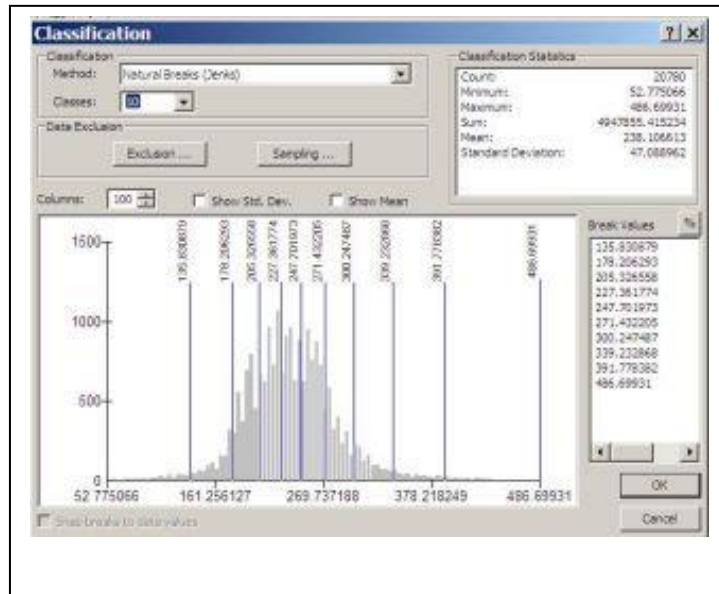 Classification
? ×
Classification
Method: Natural Breaks (Jenks)
Classes: 10
Data Exclusion
Exclusion ... Sampling ...
Classification Statistics
Count: 20780
Minimum: 52.775066
Maximum: 486.69931
Sum: 4947855.415234
Mean: 238.106613
Standard Deviation: 47.088962
Columns: 100 Show Std. Dev. Show Mean
Break Values %
135.830879
178.206293
205.326558
227.361774
247.701973
271.432205
300.247487
339.232868
391.778382
486.69931
135.830879
178.206293
205.326558
227.361774
247.701973
271.432205
300.247487
339.232868
391.778382
486.69931
1500
1000
500
0
52.775066 161.256127 269.737188 378.218249 486.69931
OK
Cancel
Snap breaks to data values